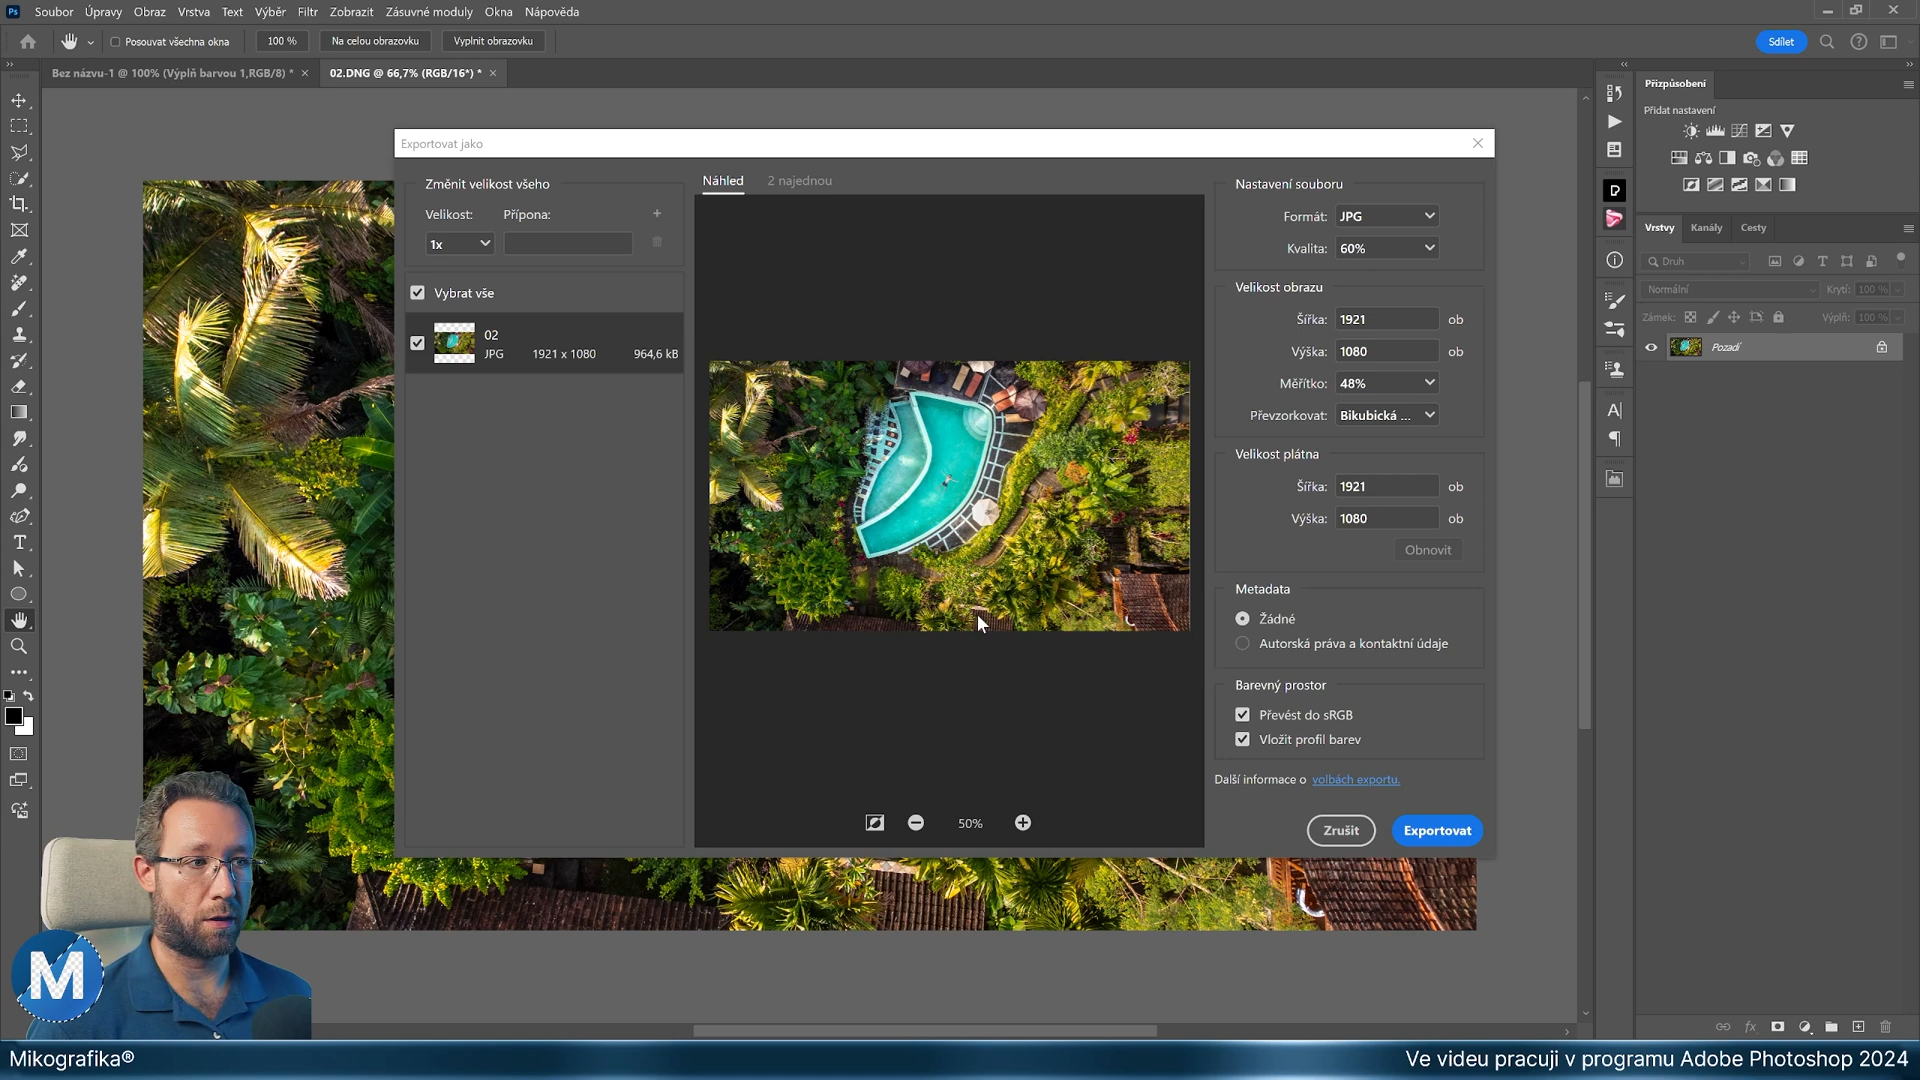 Ps Soubor Úpravy Obraz Vrstva Text Výběr Filtr Zobrazit Zásuvné moduly Okna Nápověda
Posouvat všechna okna 100 % Na celou obrazovku Vyplnit obrazovku Sdílet
Bez názvu-1 @ 100% (Výplň barvou 1,RGB/8) * 02.DNG @ 66,7% (RGB/16*) *
Přizpůsobení
Přidat nastavení
Exportovat jako
Změnit velikost všeho
Velikost: Přípona:
1x
Vybrat vše
02
JPG 1921 x 1080 964,6 kB
Náhled 2 najednou
50%
Nastavení souboru
Formát: JPG
Kvalita: 60%
Velikost obrazu
Šířka: 1921 ob
Výška: 1080 ob
Měřítko: 48%
Převzorkovat: Bikubická ...
Velikost plátna
Šířka: 1921 ob
Výška: 1080 ob
Obnovit
Metadata
Žádné
Autorská práva a kontaktní údaje
Barevný prostor
Převést do sRGB
Vložit profil barev
Další informace o volbách exportu.
Zrušit Exportovat
Vrstvy Kanály Cesty
Druh
Normální Krytí: 100 %
Zámek: Výplň: 100 %
Pozadí
M
Mikografika®
Ve videu pracuji v programu Adobe Photoshop 2024